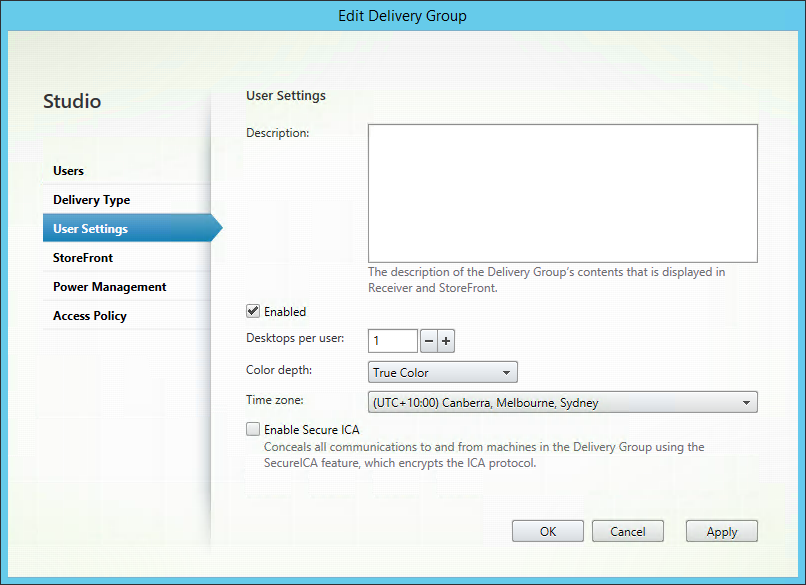 Edit Delivery Group
Studio
Users
Delivery Type
User Settings
StoreFront
Power Management
Access Policy
User Settings
Description:
The description of the Delivery Group's contents that is displayed in
Receiver and StoreFront.
Enabled
Desktops per user: 1 − +
Color depth: True Color
Time zone: (UTC+10:00) Canberra, Melbourne, Sydney
Enable Secure ICA
Conceals all communications to and from machines in the Delivery Group using the
SecureICA feature, which encrypts the ICA protocol.
OK Cancel Apply